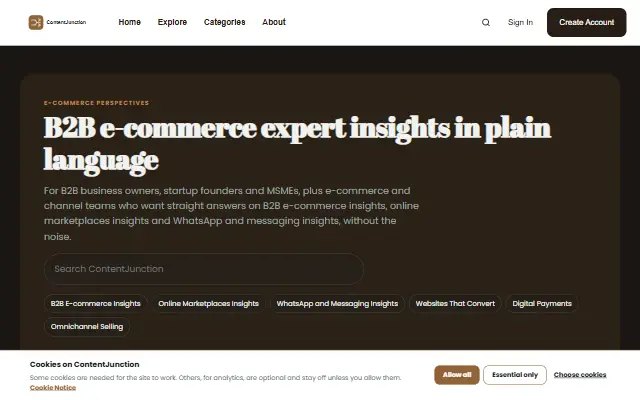 ContentJunction
Home Explore Categories About
Sign In
Create Account
E-COMMERCE PERSPECTIVES
B2B e-commerce expert insights in plain
language
For B2B business owners, startup founders and MSMEs, plus e-commerce and
channel teams who want straight answers on B2B e-commerce insights, online
marketplaces insights and WhatsApp and messaging insights, without the
noise.
Search ContentJunction
B2B E-commerce Insights Online Marketplaces Insights WhatsApp and Messaging Insights Websites That Convert Digital Payments
Omnichannel Selling
Cookies on ContentJunction
Some cookies are needed for the site to work. Others, for analytics, are optional and stay off unless you allow them.
Cookie Notice
Allow all Essential only Choose cookies